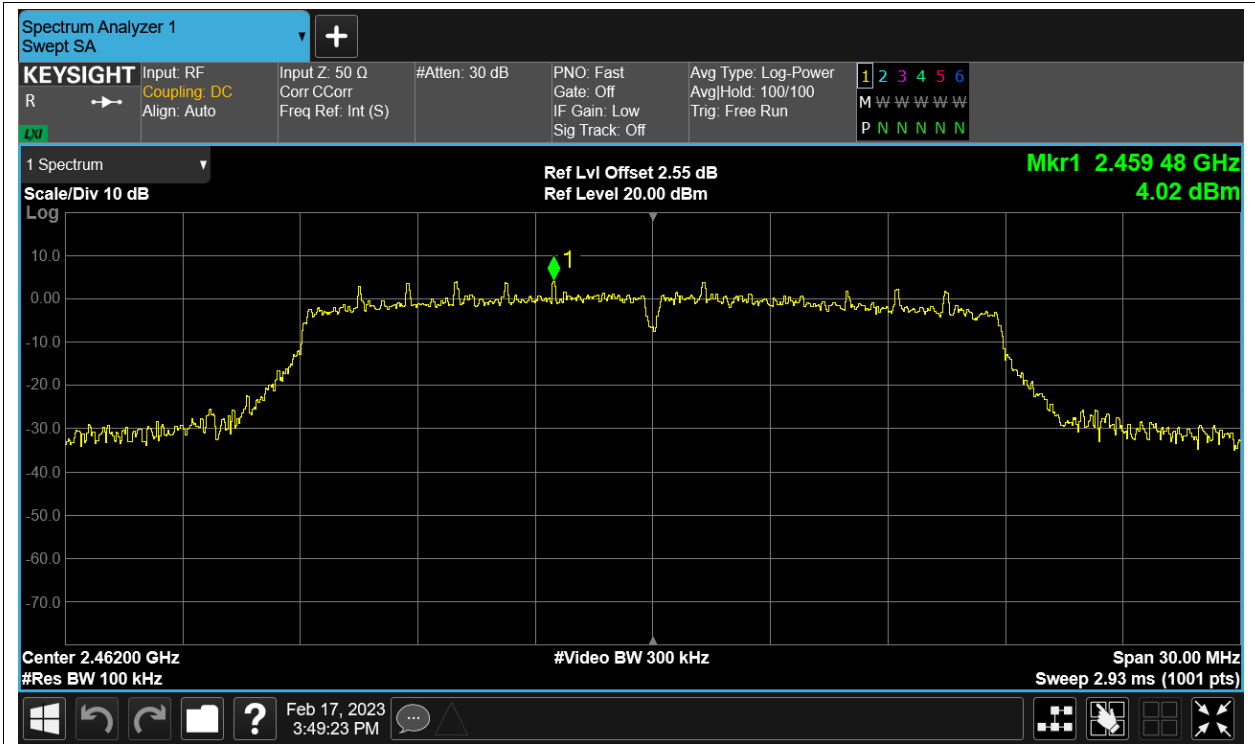 Spectrum Analyzer 1
Swept SA
KEYSIGHT
R
LXI
Input: RF
Coupling: DC
Align: Auto
Input Z: 50 Ω
Corr CCorr
Freq Ref: Int (S)
#Atten: 30 dB
PNO: Fast
Gate: Off
IF Gain: Low
Sig Track: Off
Avg Type: Log-Power
Avg|Hold: 100/100
Trig: Free Run
1 2 3 4 5 6
M W W W W W
P N N N N N
1 Spectrum
Scale/Div 10 dB
Log
Ref Lvl Offset 2.55 dB
Ref Level 20.00 dBm
Mkr1 2.459 48 GHz
4.02 dBm
1
10.0
0.00
-10.0
-20.0
-30.0
-40.0
-50.0
-60.0
-70.0
Center 2.46200 GHz
#Res BW 100 kHz
#Video BW 300 kHz
Span 30.00 MHz
Sweep 2.93 ms (1001 pts)
?
Feb 17, 2023
3:49:23 PM